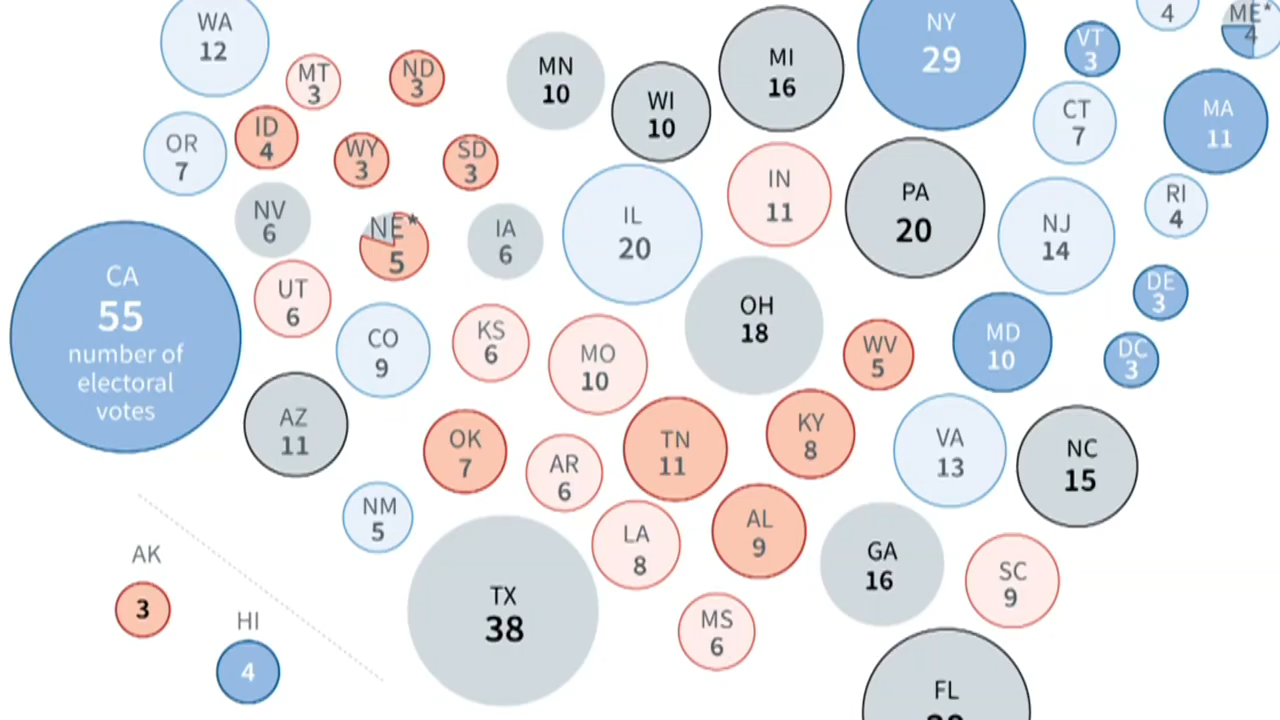 WA
12
MT
3
ND
3
MN
10
WI
10
MI
16
NY
29
VT
3
4
ME*
4
OR
7
ID
4
WY
3
SD
3
CT
7
MA
11
NV
6
NE*
5
IA
6
IL
20
IN
11
PA
20
NJ
14
RI
4
CA
55
number of
electoral
votes
UT
6
CO
9
KS
6
MO
10
OH
18
WV
5
MD
10
DE
3
DC
3
AZ
11
OK
7
AR
6
TN
11
KY
8
VA
13
NC
15
NM
5
LA
8
AL
9
GA
16
SC
9
AK
3
HI
4
TX
38
MS
6
FL